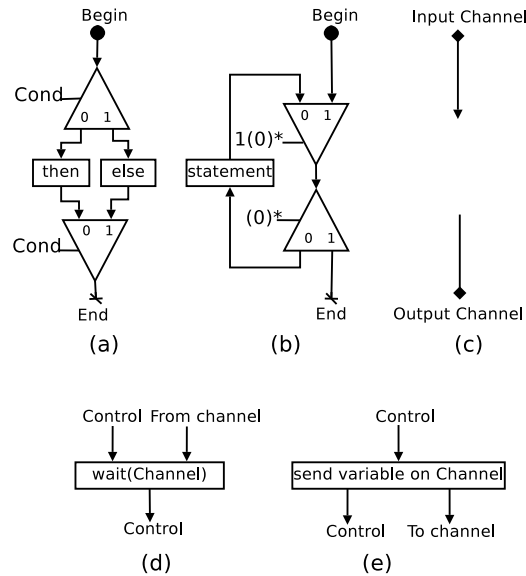 Begin
Cond
0 1
then
else
Cond
0 1
End
(a)
Begin
0 1
1(0)*
statement
(0)*
0 1
End
(b)
Input Channel
Output Channel
(c)
Control From channel
wait(Channel)
Control
(d)
Control
send variable on Channel
Control To channel
(e)